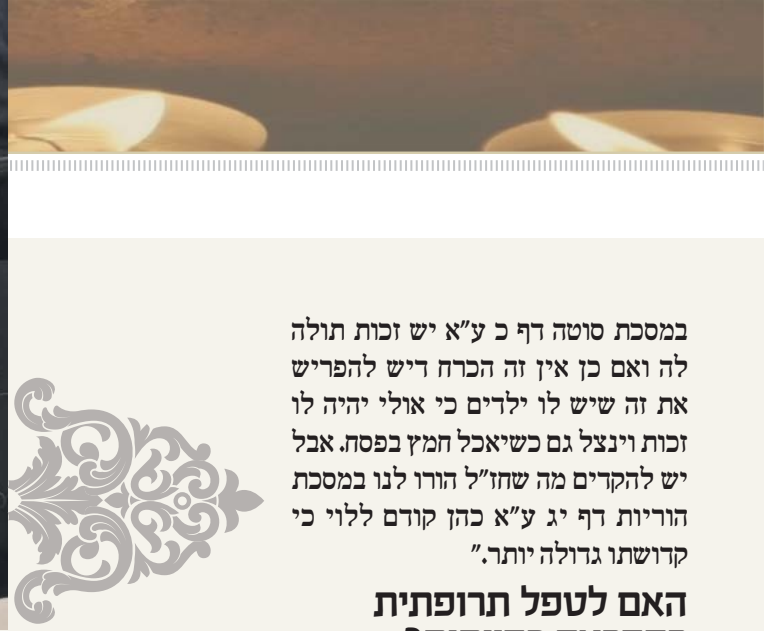 במסכת סוטה דף כ ע"א יש זכות תולה
לה ואם כן אין זה הכרח דיש להפריש
את זה שיש לו ילדים כי אולי יהיה לו
זכות וינצל גם כשיאכל חמץ בפסח. אבל
יש להקדים מה שחז"ל הורו לנו במסכת
הוריות דף יג ע"א כהן קודם ללוי כי
קדושתו גדולה יותר."
האם לטפל תרופתית